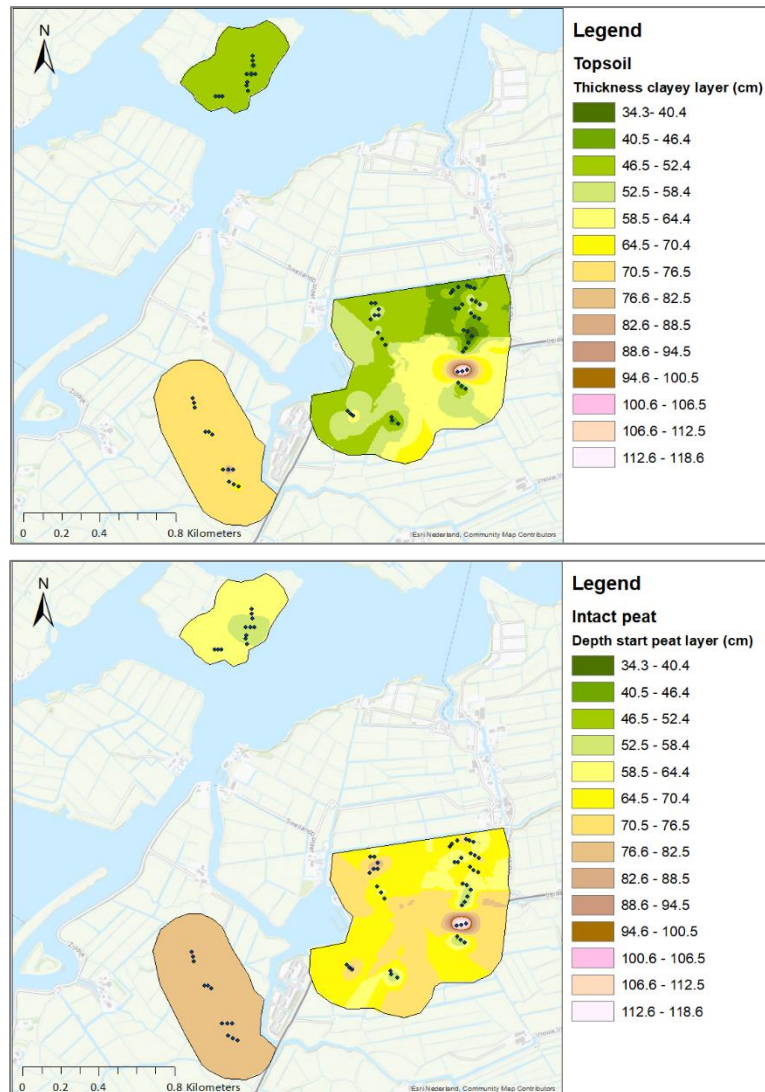 N
0 0.2 0.4 0.8 Kilometers
Esri Nederland, Community Map Contributors
Legend
Topsoil
Thickness clayey layer (cm)
34.3- 40.4
40.5 - 46.4
46.5 - 52.4
52.5 - 58.4
58.5 - 64.4
64.5 - 70.4
70.5 - 76.5
76.6 - 82.5
82.6 - 88.5
88.6 - 94.5
94.6 - 100.5
100.6 - 106.5
106.6 - 112.5
112.6 - 118.6
N
0 0.2 0.4 0.8 Kilometers
Esri Nederland, Community Map Contributors
Legend
Intact peat
Depth start peat layer (cm)
34.3 - 40.4
40.5 - 46.4
46.5 - 52.4
52.5 - 58.4
58.5 - 64.4
64.5 - 70.4
70.5 - 76.5
76.6 - 82.5
82.6 - 88.5
88.6 - 94.5
94.6 - 100.5
100.6 - 106.5
106.6 - 112.5
112.6 - 118.6